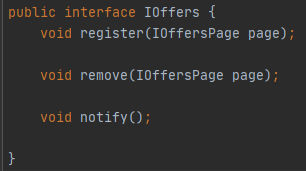 public interface IOffers {
    void register(IOffersPage page);
    void remove(IOffersPage page);
    void notify();
}